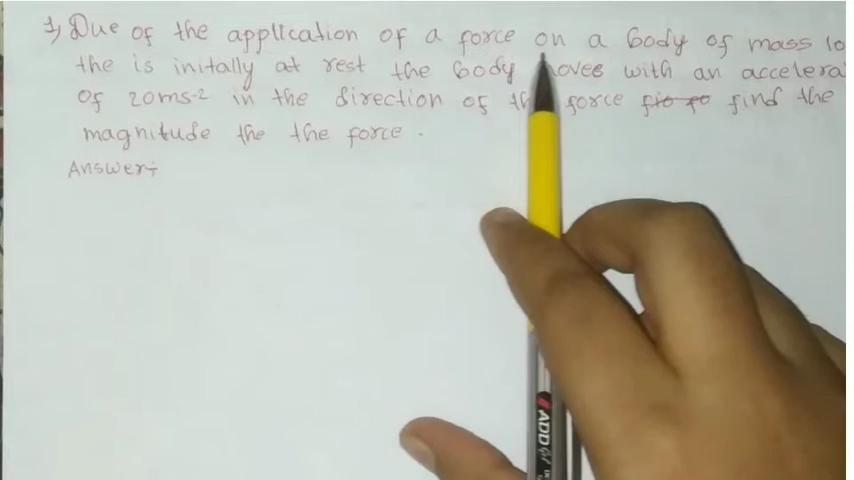 1, Due of the application of a force on a body of mass 10
the is initally at rest the body moves with an accelera
of 20ms-2 in the direction of the force find the
magnitude the the force.
Answer:-
ADD
gel